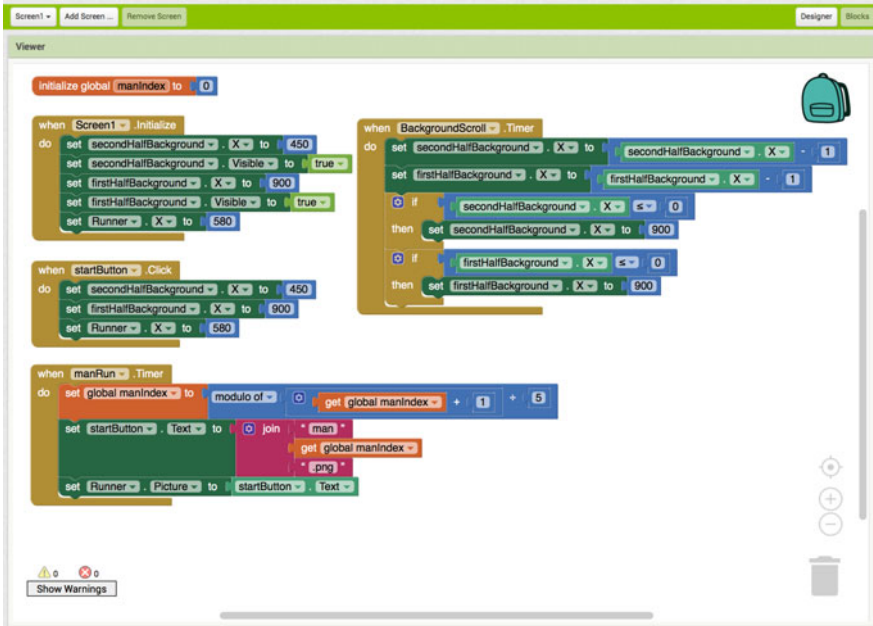 Screen1 Add Screen ... Remove Screen Designer Blocks
Viewer
initialize global manIndex to 0
when Screen1 .Initialize
do set secondHalfBackground . X to 450
set secondHalfBackground . Visible to true
set firstHalfBackground . X to 900
set firstHalfBackground . Visible to true
set Runner . X to 580
when startButton .Click
do set secondHalfBackground . X to 450
set firstHalfBackground . X to 900
set Runner . X to 580
when BackgroundScroll .Timer
do set secondHalfBackground . X to secondHalfBackground . X - 1
set firstHalfBackground . X to firstHalfBackground . X - 1
if secondHalfBackground . X ≤ 0
then set secondHalfBackground . X to 900
if firstHalfBackground . X ≤ 0
then set firstHalfBackground . X to 900
when manRun .Timer
do set global manIndex to modulo of get global manIndex + 1 ÷ 5
set startButton . Text to join " man "
get global manIndex
" .png "
set Runner . Picture to startButton . Text
0 0
Show Warnings